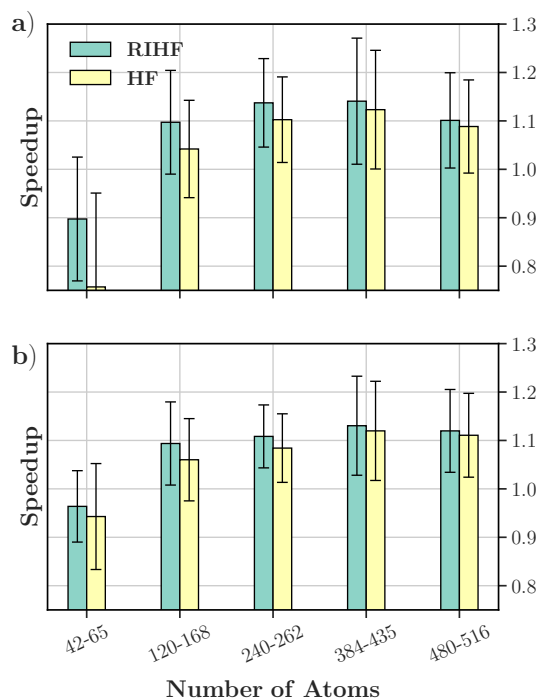 a)
RIHF
HF
Speedup
1.3
1.2
1.1
1.0
0.9
0.8
b)
Speedup
1.3
1.2
1.1
1.0
0.9
0.8
42-65
120-168
240-262
384-435
480-516
Number of Atoms